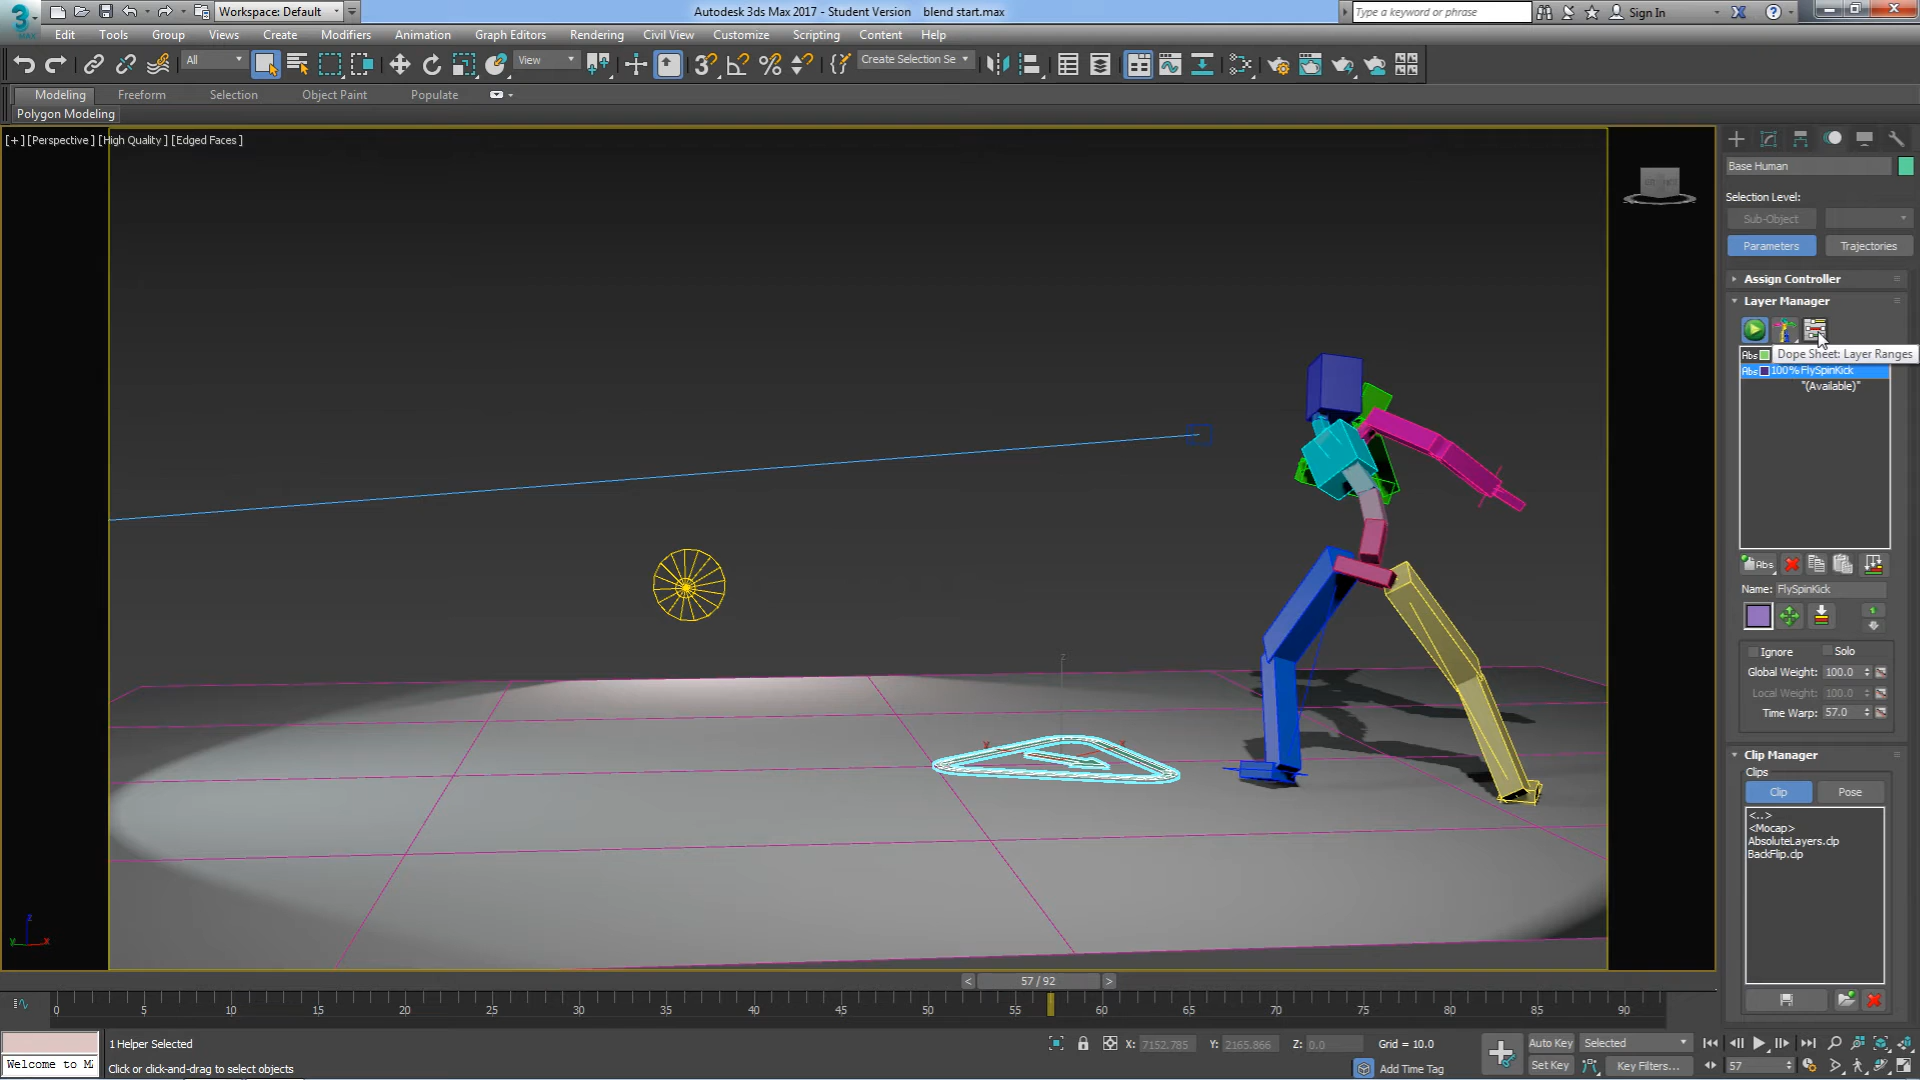 Workspace: Default
Autodesk 3ds Max 2017 - Student Version    blend start.max
Type a keyword or phrase
Sign In
Edit Tools Group Views Create Modifiers Animation Graph Editors Rendering Civil View Customize Scripting Content Help
All
View
Create Selection Se
Modeling Freeform Selection Object Paint Populate
Polygon Modeling
[+] [Perspective] [High Quality] [Edged Faces]
Base Human
Selection Level:
Sub-Object
Parameters Trajectories
Assign Controller
Layer Manager
Abs
Dope Sheet: Layer Ranges
Abs 100% FlySpinKick
"(Available)"
Abs
Name: FlySpinKick
Ignore Solo
Global Weight: 100.0
Local Weight: 100.0
Time Warp: 57.0
Clip Manager
Clips
Clip Pose
<..>
<Mocap>
AbsoluteLayers.clp
BackFlip.clp
< 57 / 92 >
0 5 10 15 20 25 30 35 40 45 50 55 60 65 70 75 80 85 90
1 Helper Selected
X: 7152.785 Y: 2165.866 Z: 0.0 Grid = 10.0
Auto Key Selected
Welcome to M
Click or click-and-drag to select objects
Add Time Tag
Set Key Key Filters...
57